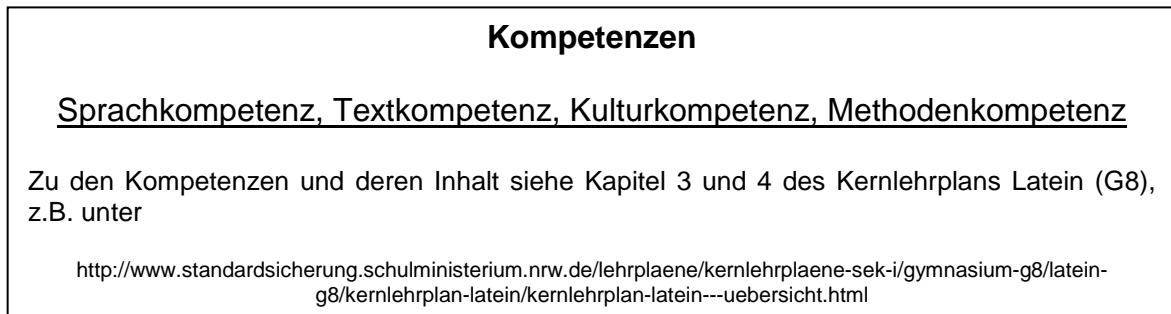 Kompetenzen
Sprachkompetenz, Textkompetenz, Kulturkompetenz, Methodenkompetenz
Zu den Kompetenzen und deren Inhalt siehe Kapitel 3 und 4 des Kernlehrplans Latein (G8),
z.B. unter
http://www.standardsicherung.schulministerium.nrw.de/lehrplaene/kernlehrplaene-sek-i/gymnasium-g8/latein-
g8/kernlehrplan-latein/kernlehrplan-latein---uebersicht.html